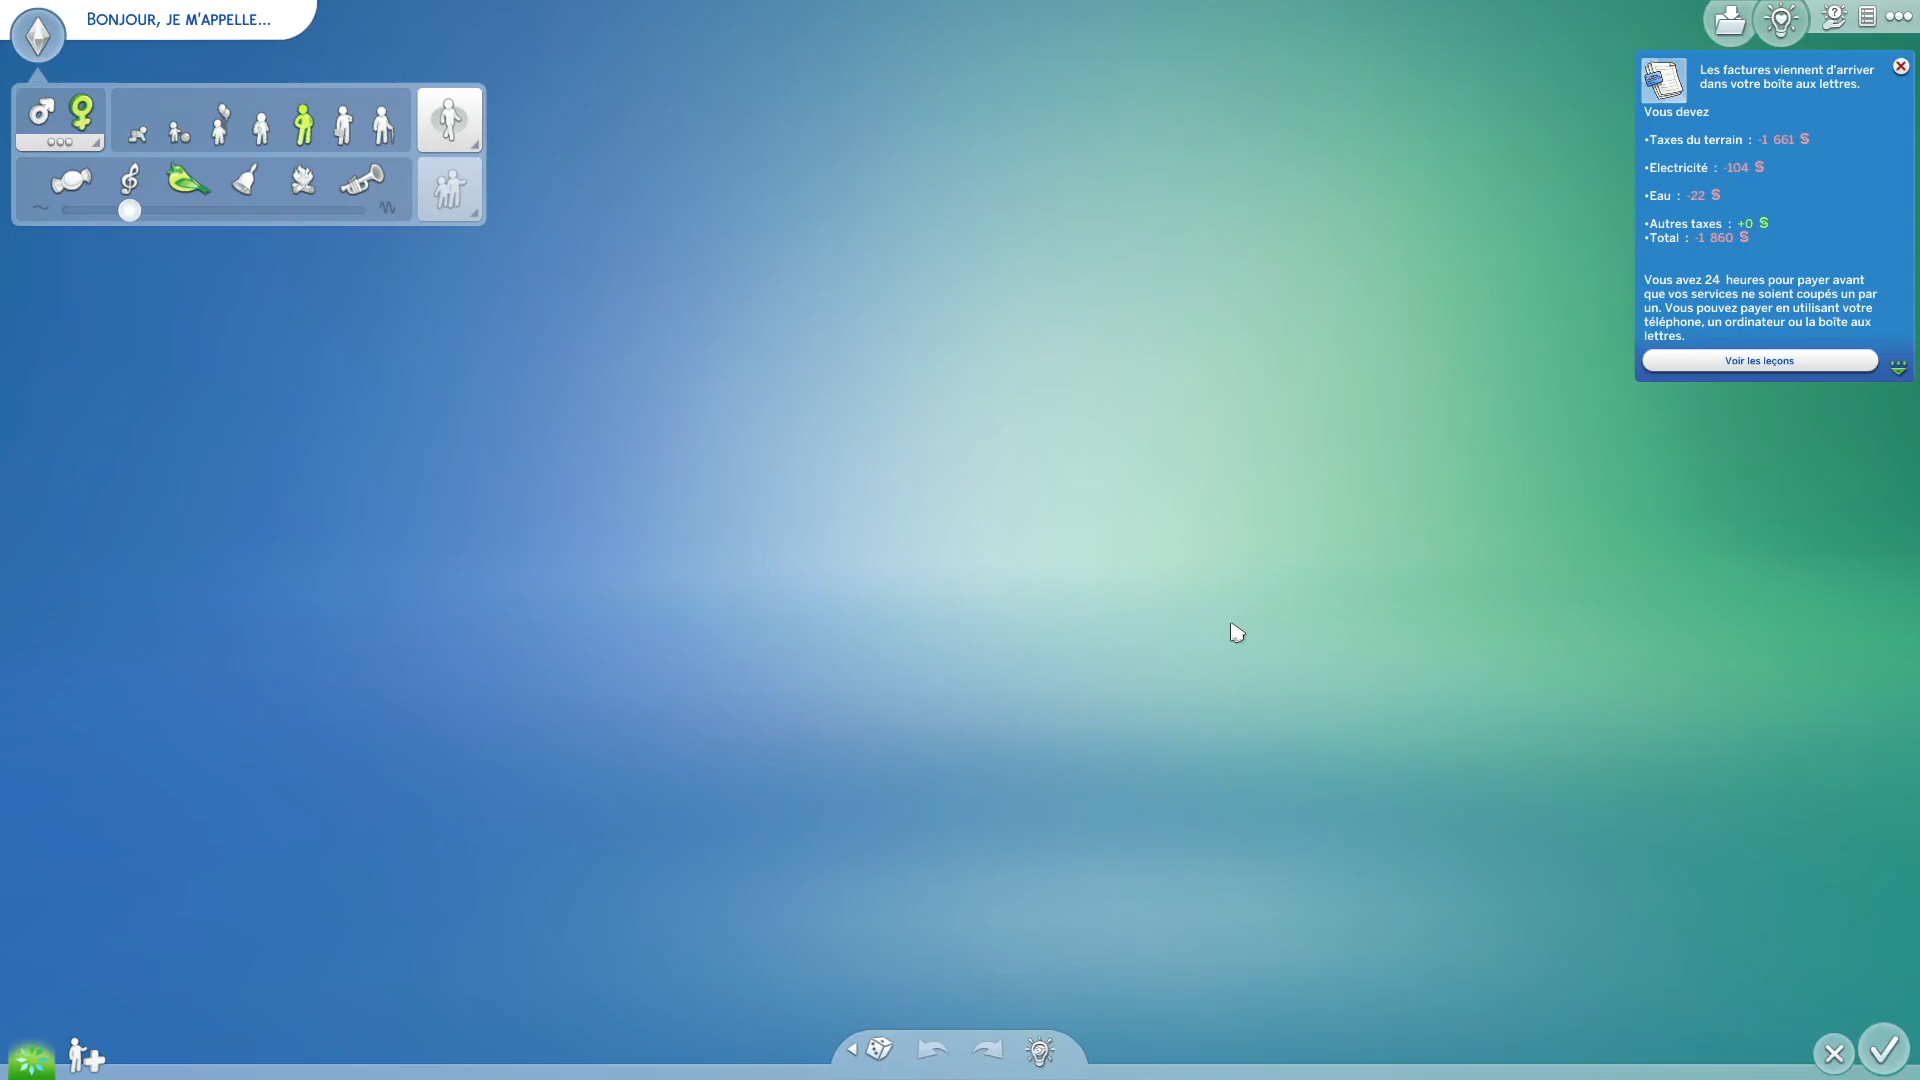 BONJOUR, JE M'APPELLE...
Les factures viennent d'arriver
dans votre boîte aux lettres.
Vous devez
•Taxes du terrain : -1 661 §
•Electricité : -104 §
•Eau : -22 §
•Autres taxes : +0 §
•Total : -1 860 §
Vous avez 24 heures pour payer avant
que vos services ne soient coupés un par
un. Vous pouvez payer en utilisant votre
téléphone, un ordinateur ou la boîte aux
lettres.
Voir les leçons